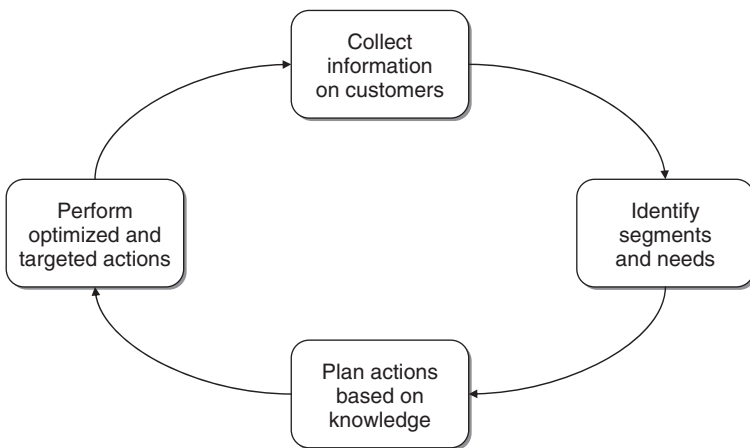 Collect
information
on customers
Identify
segments
and needs
Plan actions
based on
knowledge
Perform
optimized and
targeted actions